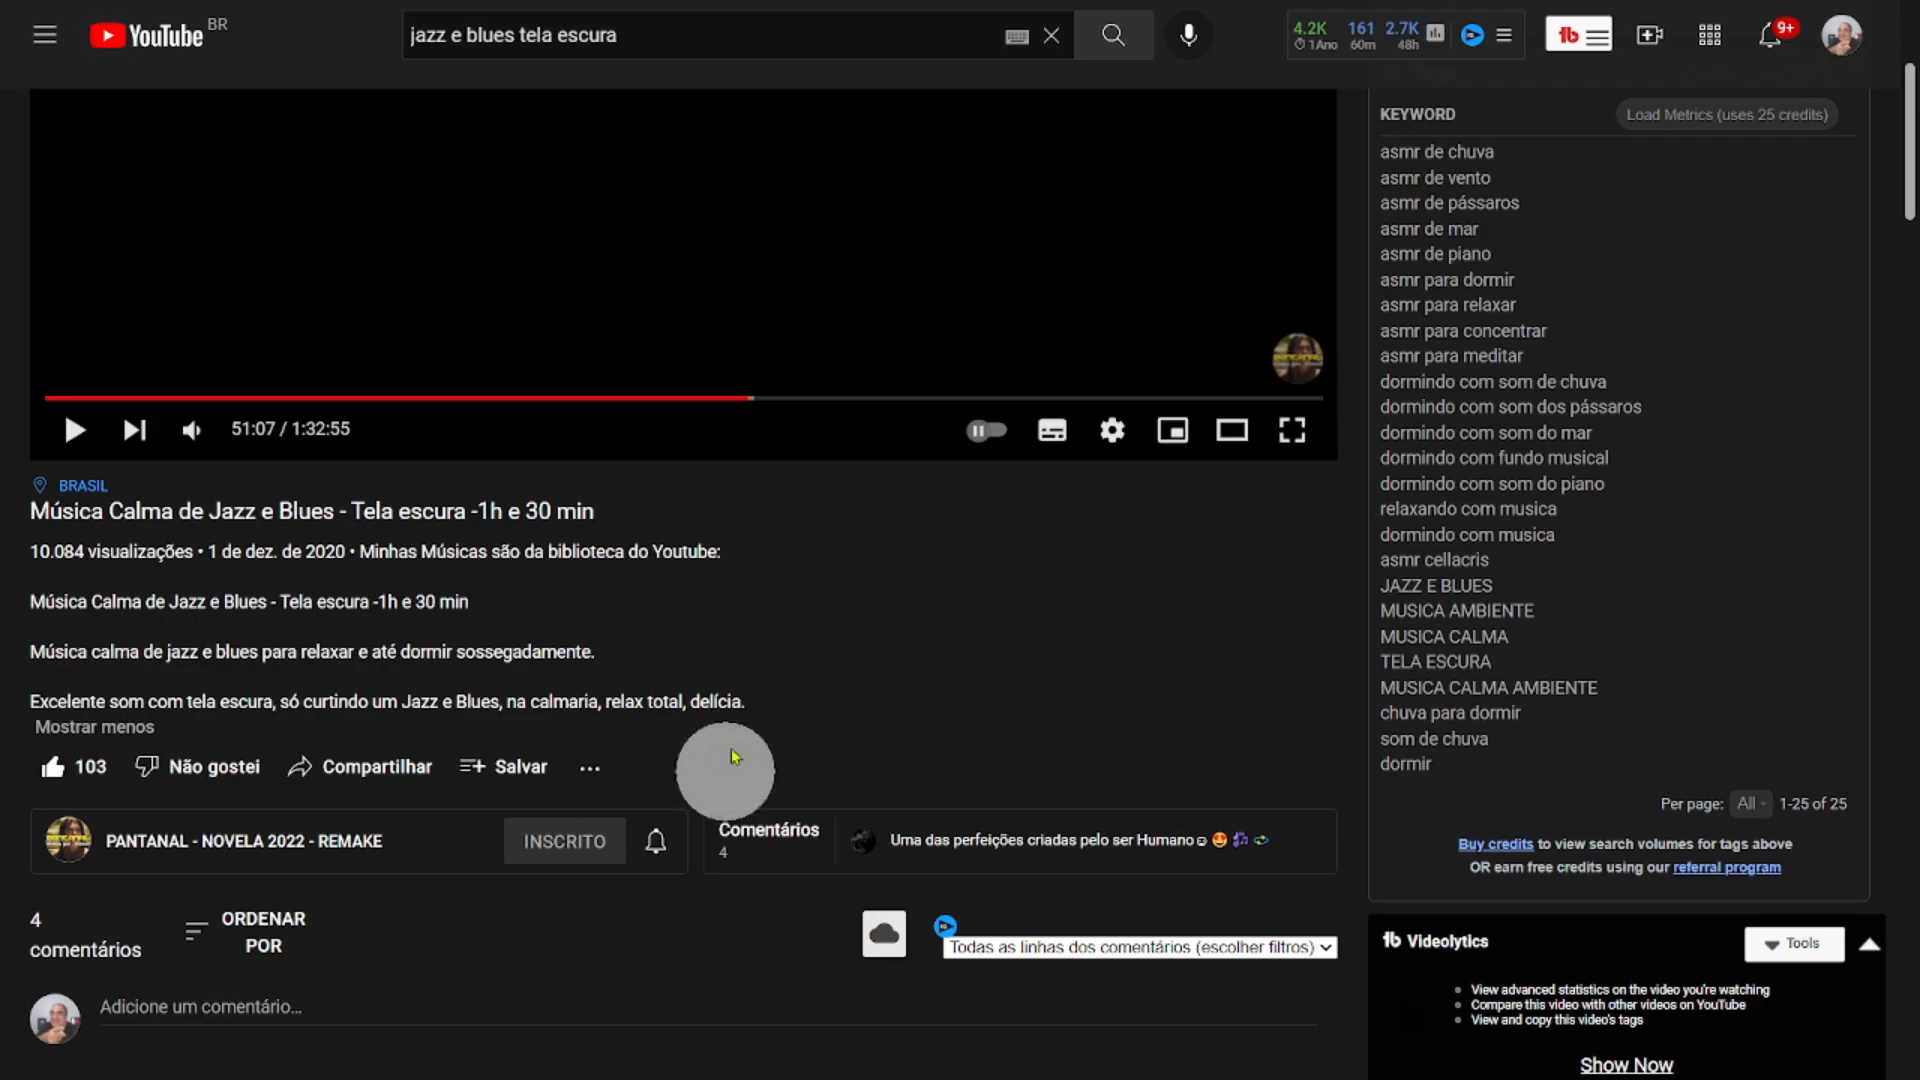 YouTube BR
jazz e blues tela escura
4.2K 161 2.7K
1Ano 60m 48h
tb
9+
KEYWORD
Load Metrics (uses 25 credits)
asmr de chuva
asmr de vento
asmr de pássaros
asmr de mar
asmr de piano
asmr para dormir
asmr para relaxar
asmr para concentrar
asmr para meditar
dormindo com som de chuva
dormindo com som dos pássaros
dormindo com som do mar
dormindo com fundo musical
dormindo com som do piano
relaxando com musica
dormindo com musica
asmr cellacris
JAZZ E BLUES
MUSICA AMBIENTE
MUSICA CALMA
TELA ESCURA
MUSICA CALMA AMBIENTE
chuva para dormir
som de chuva
dormir
Per page: All 1-25 of 25
Buy credits to view search volumes for tags above
OR earn free credits using our referral program
51:07 / 1:32:55
BRASIL
Música Calma de Jazz e Blues - Tela escura -1h e 30 min
10.084 visualizações • 1 de dez. de 2020 • Minhas Músicas são da biblioteca do Youtube:
Música Calma de Jazz e Blues - Tela escura -1h e 30 min
Música calma de jazz e blues para relaxar e até dormir sossegadamente.
Excelente som com tela escura, só curtindo um Jazz e Blues, na calmaria, relax total, delícia.
Mostrar menos
103 Não gostei Compartilhar Salvar ...
PANTANAL - NOVELA 2022 - REMAKE
INSCRITO
Comentários
4
Uma das perfeições criadas pelo ser Humano☺ 😍 🎶
4
comentários
ORDENAR
POR
Todas as linhas dos comentários (escolher filtros)
Adicione um comentário...
tb Videolytics
Tools
• View advanced statistics on the video you're watching
• Compare this video with other videos on YouTube
• View and copy this video's tags
Show Now